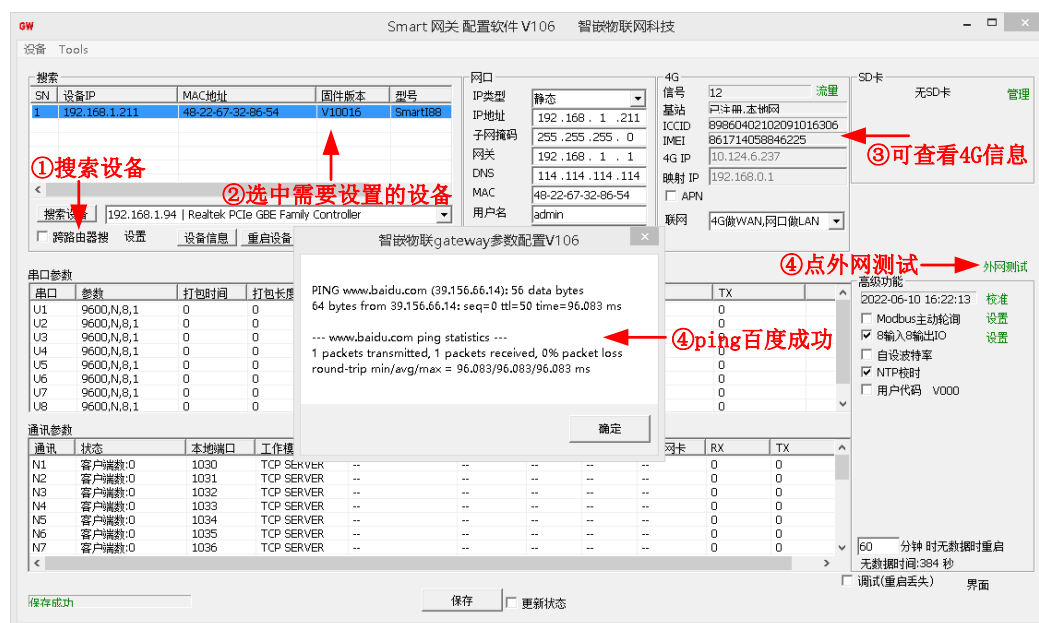 GW Smart 网关 配置软件 V106 智嵌物联网科技
设备 Tools
搜索
SN 设备IP MAC地址 固件版本 型号
1 192.168.1.211 48-22-67-32-86-54 V10016 SmartI88
①搜索设备
②选中需要设置的设备
搜索设备 192.168.1.94 | Realtek PCIe GBE Family Controller
跨路由器搜 设置 设备信息 重启设备
网口
IP类型 静态
IP地址 192 .168 . 1 .211
子网掩码 255 .255 .255 . 0
网关 192 .168 . 1 . 1
DNS 114 .114 .114 .114
MAC 48-22-67-32-86-54
用户名 admin
4G
信号 12 流量
基站 已注册,本地网
ICCID 89860402102091016306
IMEI 861714058846225
4G IP 10.124.6.237
映射 IP 192.168.0.1
APN
联网 4G做WAN,网口做LAN
SD卡
无SD卡 管理
③可查看4G信息
④点外网测试 外网测试
智嵌物联gateway参数配置V106
PING www.baidu.com (39.156.66.14): 56 data bytes
64 bytes from 39.156.66.14: seq=0 ttl=50 time=96.083 ms
--- www.baidu.com ping statistics ---
1 packets transmitted, 1 packets received, 0% packet loss
round-trip min/avg/max = 96.083/96.083/96.083 ms
确定
④ping百度成功
串口参数
串口 参数 打包时间 打包长度 TX
U1 9600,N,8,1 0 0 0
U2 9600,N,8,1 0 0 0
U3 9600,N,8,1 0 0 0
U4 9600,N,8,1 0 0 0
U5 9600,N,8,1 0 0 0
U6 9600,N,8,1 0 0 0
U7 9600,N,8,1 0 0 0
U8 9600,N,8,1 0 0 0
高级功能
2022-06-10 16:22:13 校准
Modbus主动轮询 设置
8输入8输出IO 设置
自设波特率
NTP校时
用户代码 V000
通讯参数
通讯 状态 本地端口 工作模 网卡 RX TX
N1 客户端数:0 1030 TCP SERVER -- -- -- -- -- 0 0
N2 客户端数:0 1031 TCP SERVER -- -- -- -- -- 0 0
N3 客户端数:0 1032 TCP SERVER -- -- -- -- -- 0 0
N4 客户端数:0 1033 TCP SERVER -- -- -- -- -- 0 0
N5 客户端数:0 1034 TCP SERVER -- -- -- -- -- 0 0
N6 客户端数:0 1035 TCP SERVER -- -- -- -- -- 0 0
N7 客户端数:0 1036 TCP SERVER -- -- -- -- -- 0 0
60 分钟 时无数据时重启
无数据时间:384 秒
调试(重启丢失) 界面
保存成功 保存 更新状态